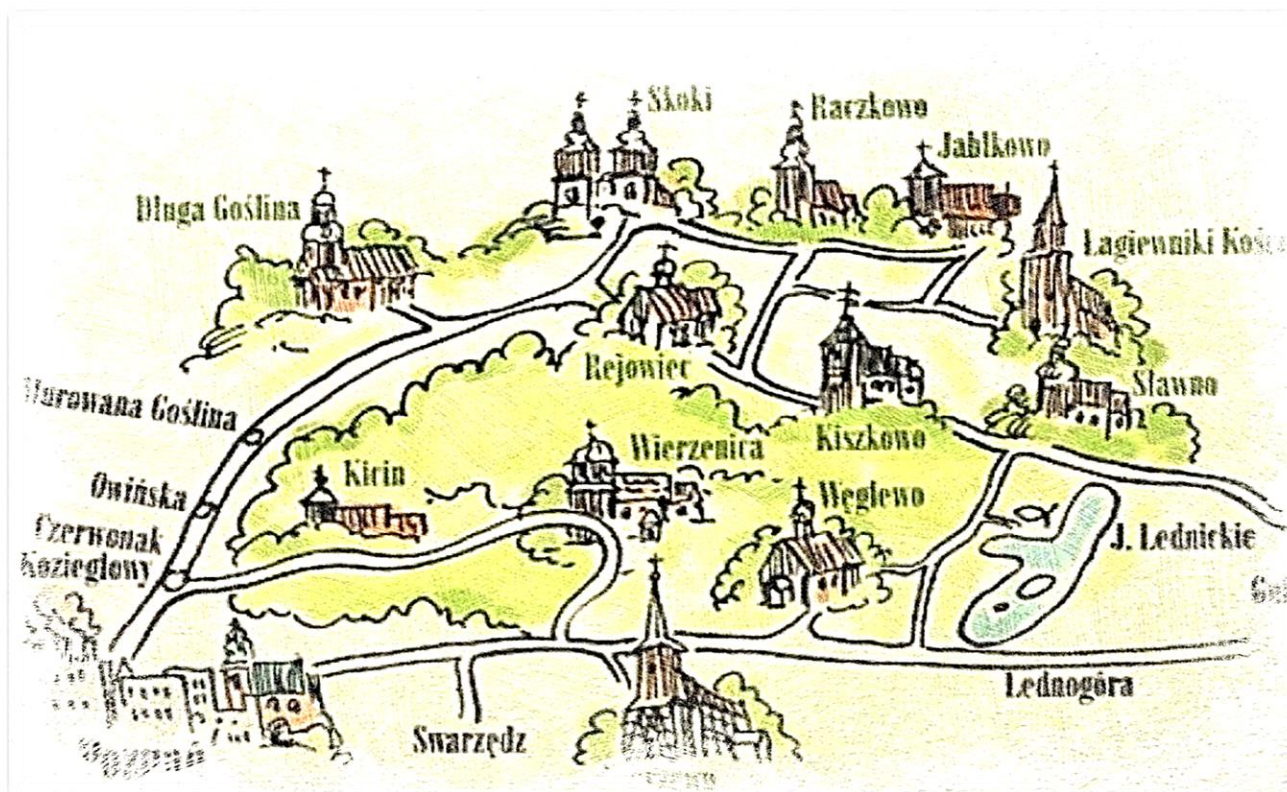 Skoki
Raczkowo
Jabłkowo
Długa Goślina
Łagiewniki
Rejowiec
Sławno
Murowana Goślina
Kiszkowo
Wierzenica
Kicin
Owińska
Węglewo
Czerwonak
Koziegłowy
J. Lednickie
Lednogóra
Swarzędz
Poznań